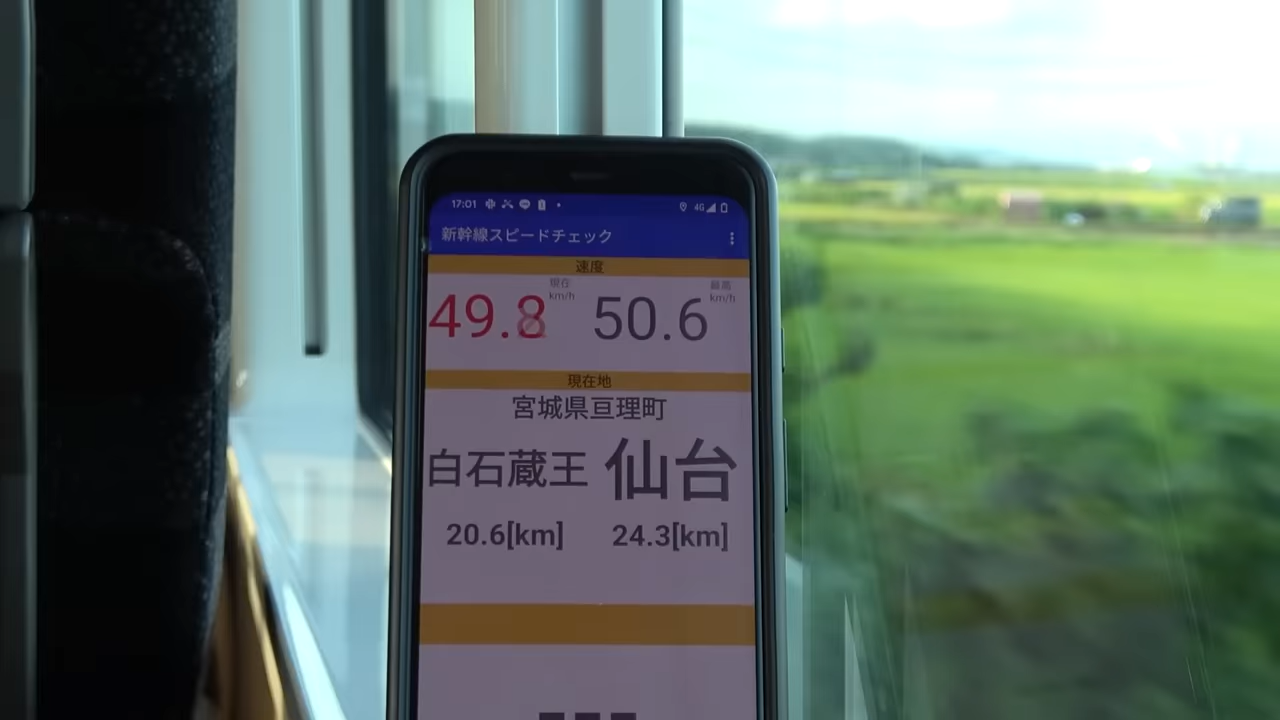 17:01 4G
新幹線スピードチェック
速度
49.8 現在 km/h 50.6 最高 km/h
現在地
宮城県亘理町
白石蔵王 仙台
20.6[km] 24.3[km]